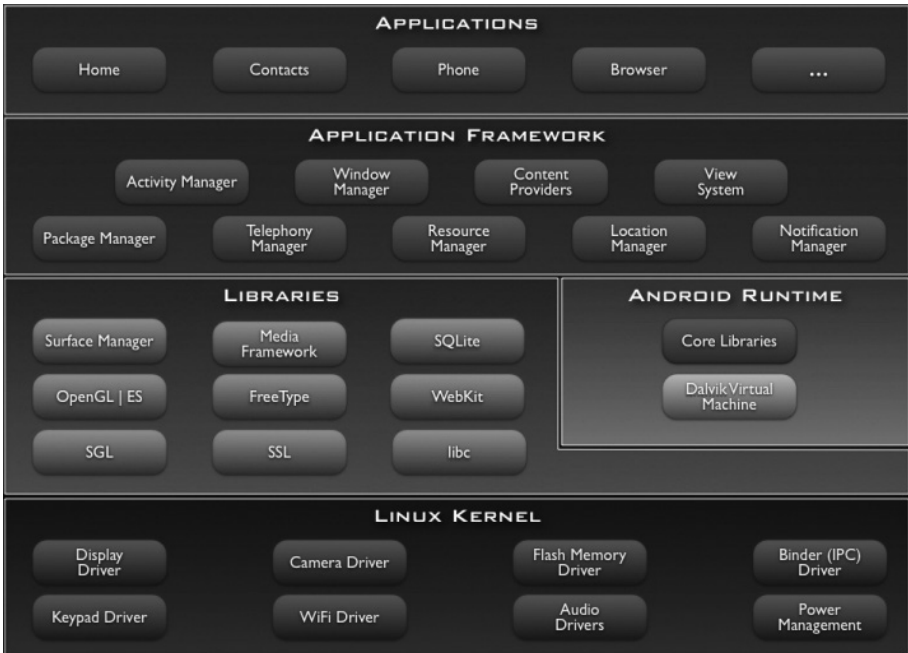 APPLICATIONS
Home
Contacts
Phone
Browser
...
APPLICATION FRAMEWORK
Activity Manager
Window
Manager
Content
Providers
View
System
Package Manager
Telephony
Manager
Resource
Manager
Location
Manager
Notification
Manager
LIBRARIES
Surface Manager
Media
Framework
SQLite
OpenGL | ES
FreeType
WebKit
SGL
SSL
libc
ANDROID RUNTIME
Core Libraries
Dalvik Virtual
Machine
LINUX KERNEL
Display
Driver
Camera Driver
Flash Memory
Driver
Binder (IPC)
Driver
Keypad Driver
WiFi Driver
Audio
Drivers
Power
Management